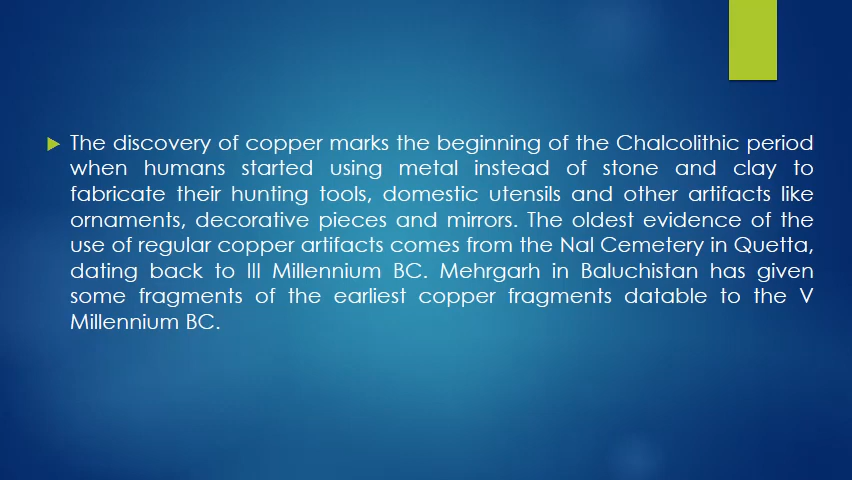 The discovery of copper marks the beginning of the Chalcolithic period
when humans started using metal instead of stone and clay to
fabricate their hunting tools, domestic utensils and other artifacts like
ornaments, decorative pieces and mirrors. The oldest evidence of the
use of regular copper artifacts comes from the Nal Cemetery in Quetta,
dating back to III Millennium BC. Mehrgarh in Baluchistan has given
some fragments of the earliest copper fragments datable to the V
Millennium BC.